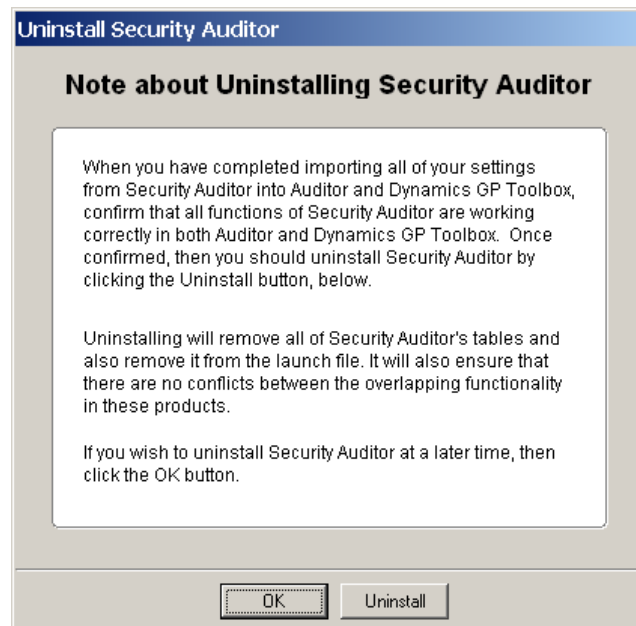 Uninstall Security Auditor
Note about Uninstalling Security Auditor
When you have completed importing all of your settings
from Security Auditor into Auditor and Dynamics GP Toolbox,
confirm that all functions of Security Auditor are working
correctly in both Auditor and Dynamics GP Toolbox.  Once
confirmed, then you should uninstall Security Auditor by
clicking the Uninstall button, below.
Uninstalling will remove all of Security Auditor's tables and
also remove it from the launch file. It will also ensure that
there are no conflicts between the overlapping functionality
in these products.
If you wish to uninstall Security Auditor at a later time, then
click the OK button.
OK
Uninstall